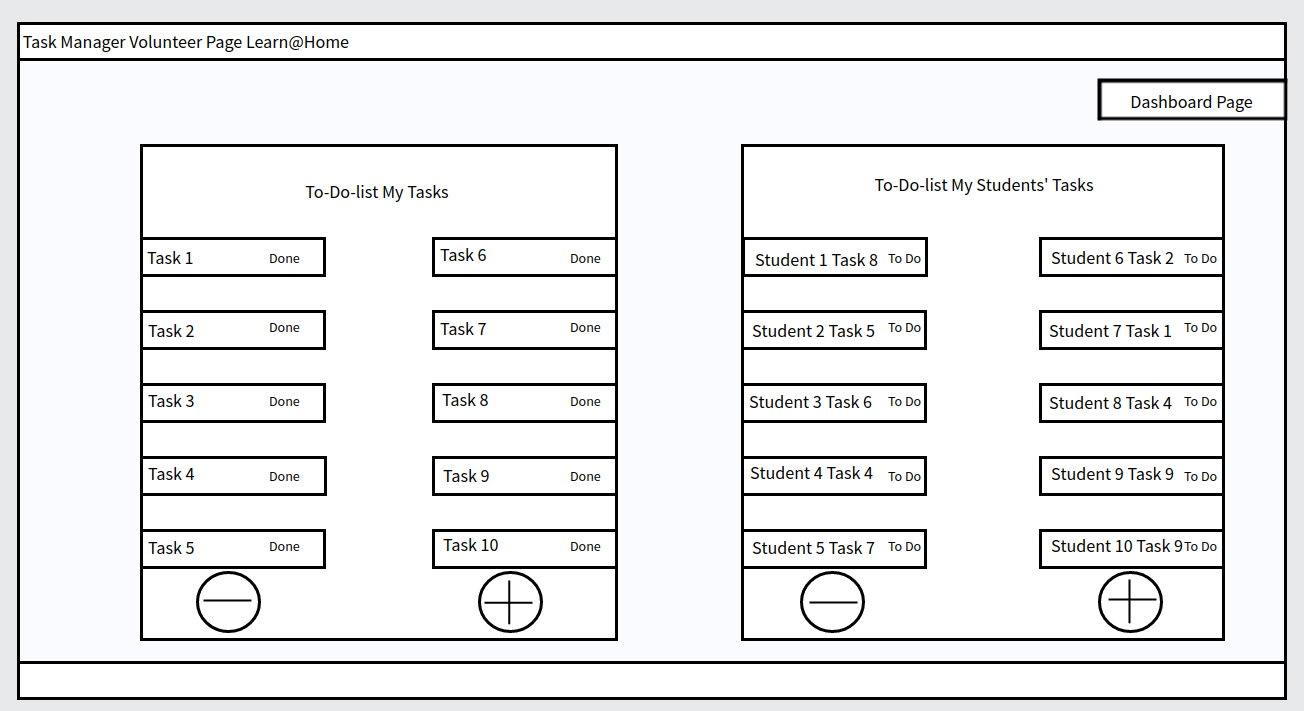 Task Manager Volunteer Page Learn@Home
Dashboard Page
To-Do-list My Tasks
Task 1 Done
Task 6 Done
Task 2 Done
Task 7 Done
Task 3 Done
Task 8 Done
Task 4 Done
Task 9 Done
Task 5 Done
Task 10 Done
To-Do-list My Students' Tasks
Student 1 Task 8 To Do
Student 6 Task 2 To Do
Student 2 Task 5 To Do
Student 7 Task 1 To Do
Student 3 Task 6 To Do
Student 8 Task 4 To Do
Student 4 Task 4 To Do
Student 9 Task 9 To Do
Student 5 Task 7 To Do
Student 10 Task 9 To Do